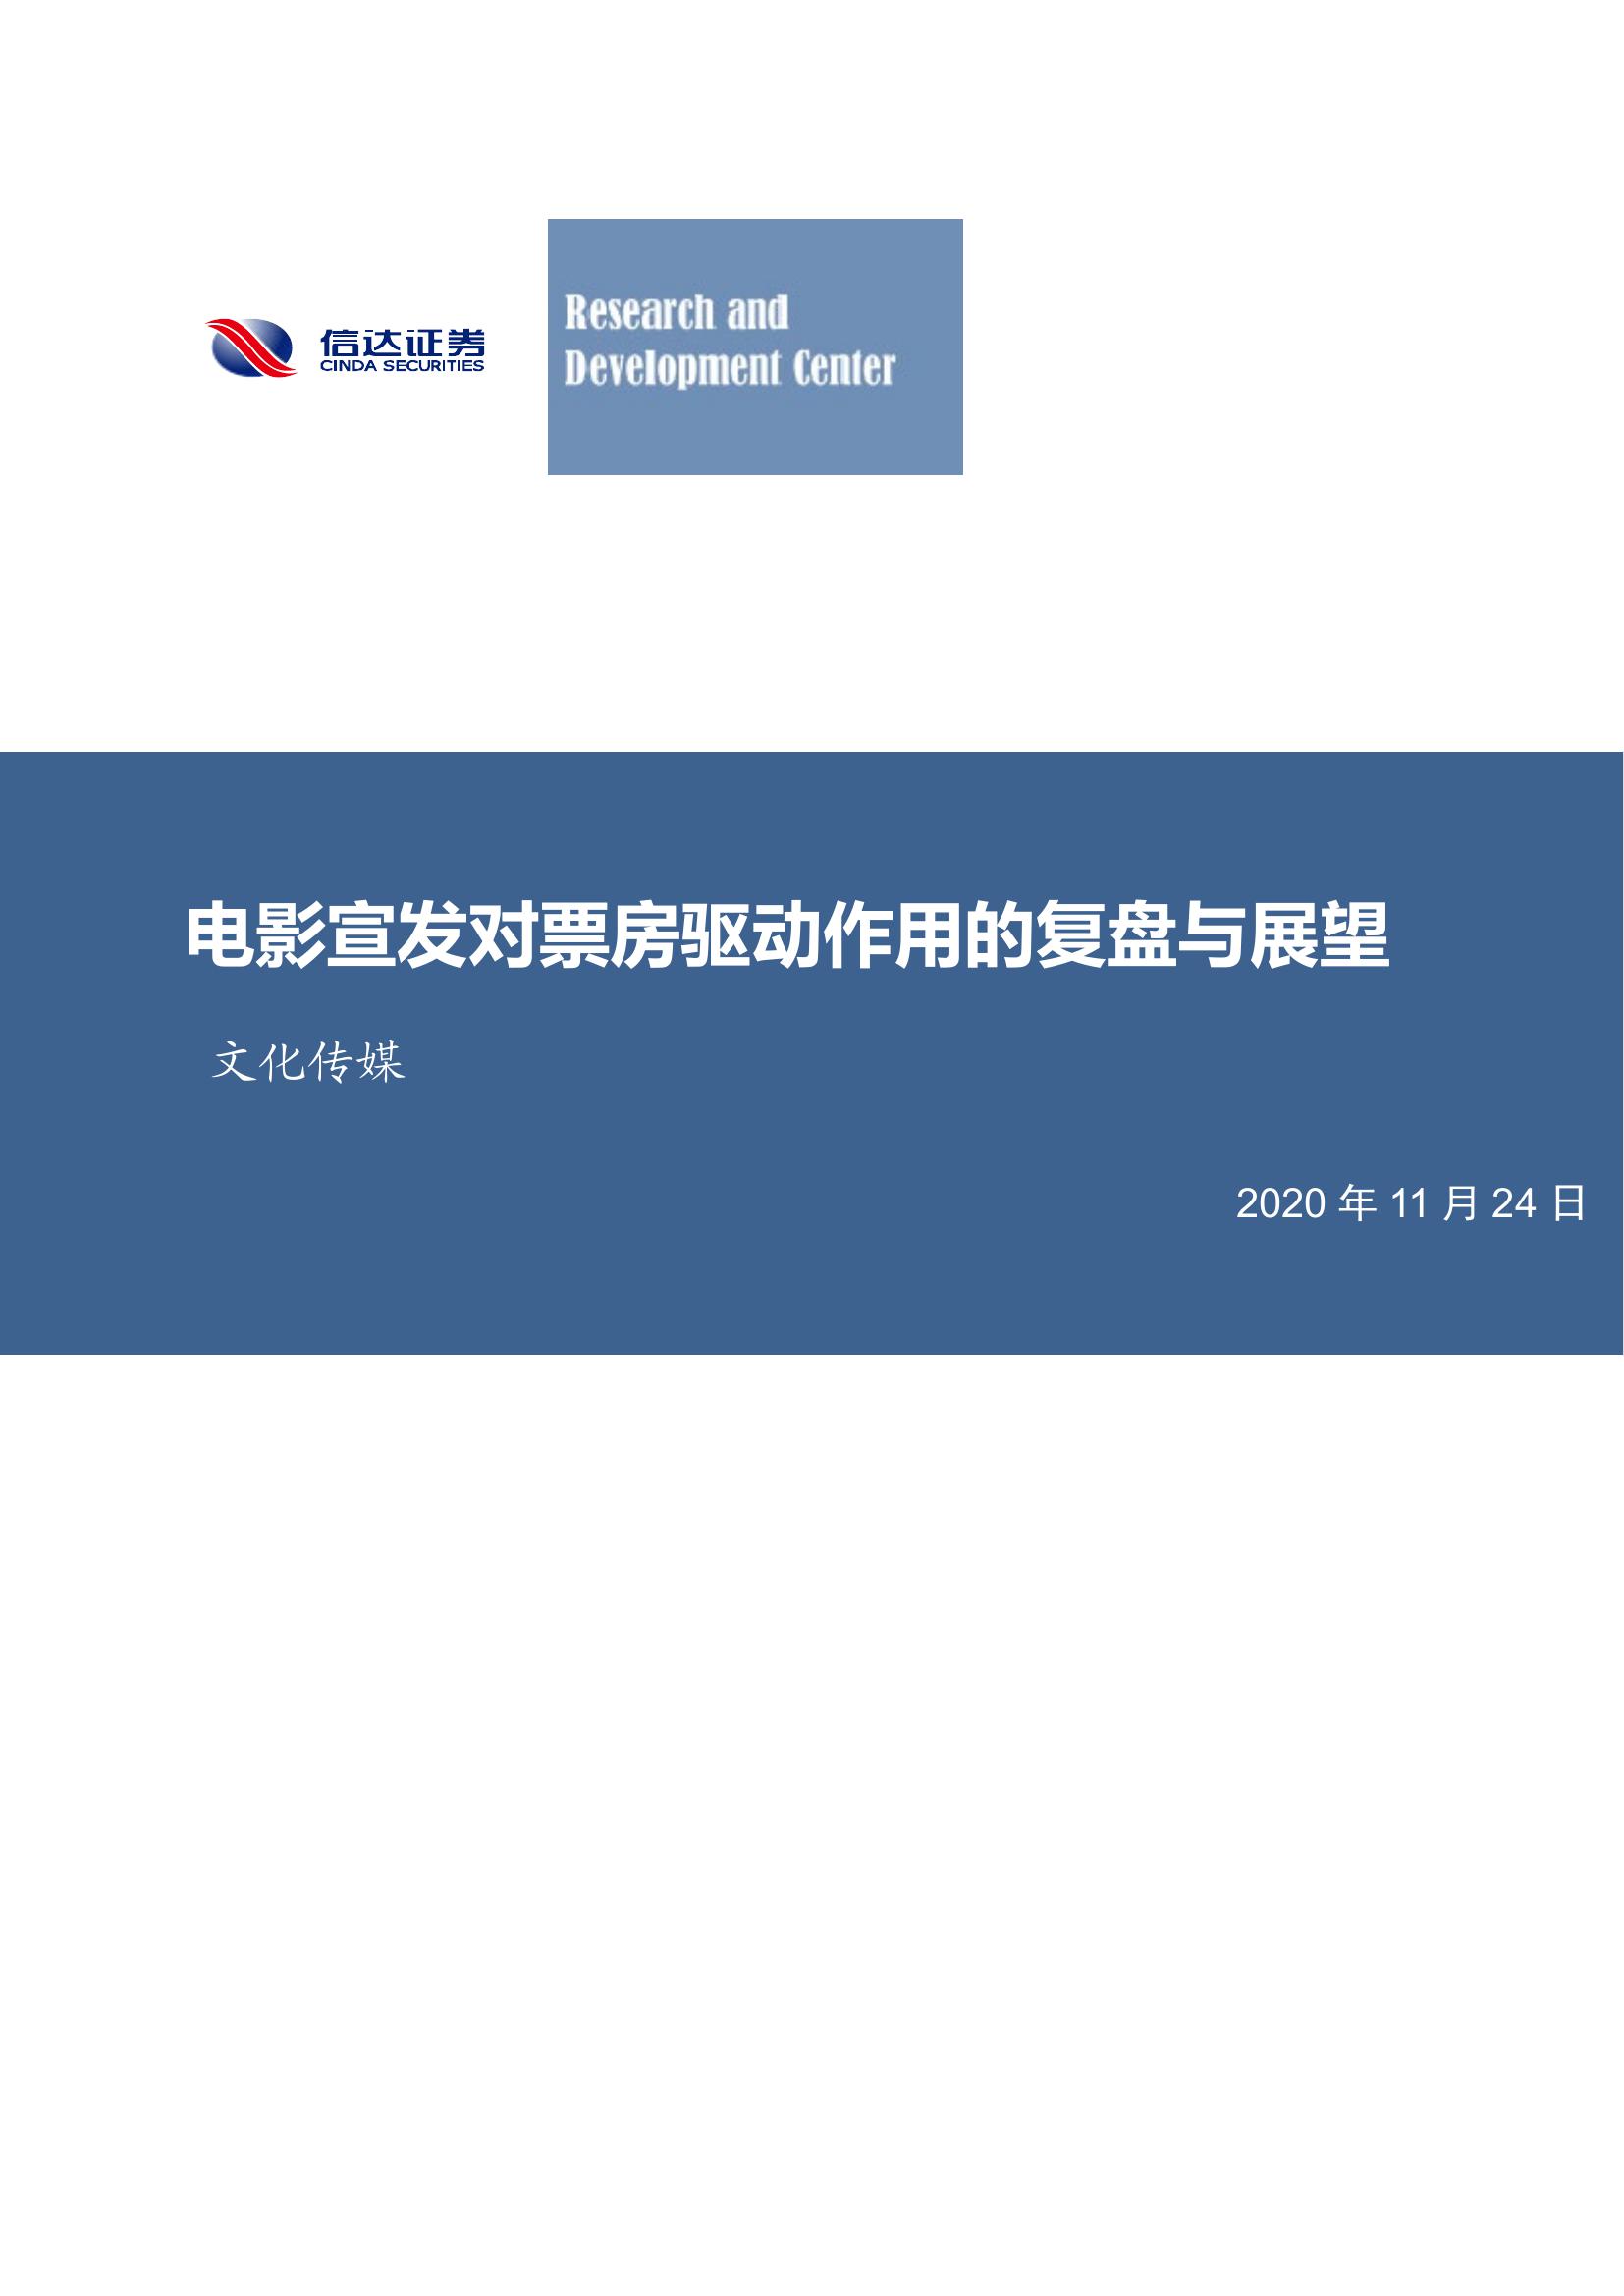 信达证券
CINDA SECURITIES
Research and
Development Center
电影宣发对票房驱动作用的复盘与展望
文化传媒
2020 年 11 月 24 日